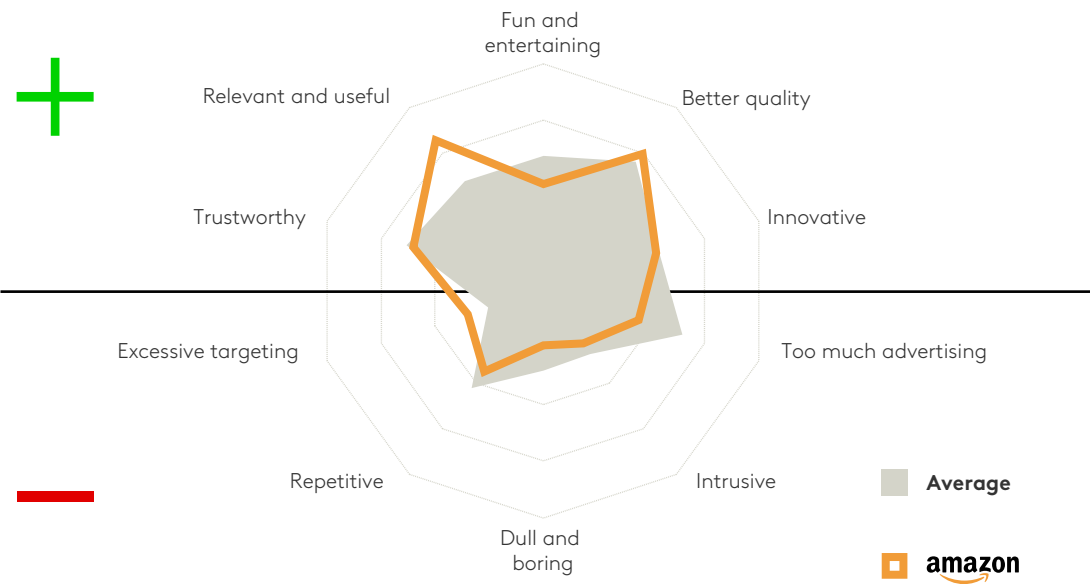 Fun and
entertaining
Relevant and useful
Better quality
Trustworthy
Innovative
Excessive targeting
Too much advertising
Repetitive
Intrusive
Dull and
boring
Average
amazon